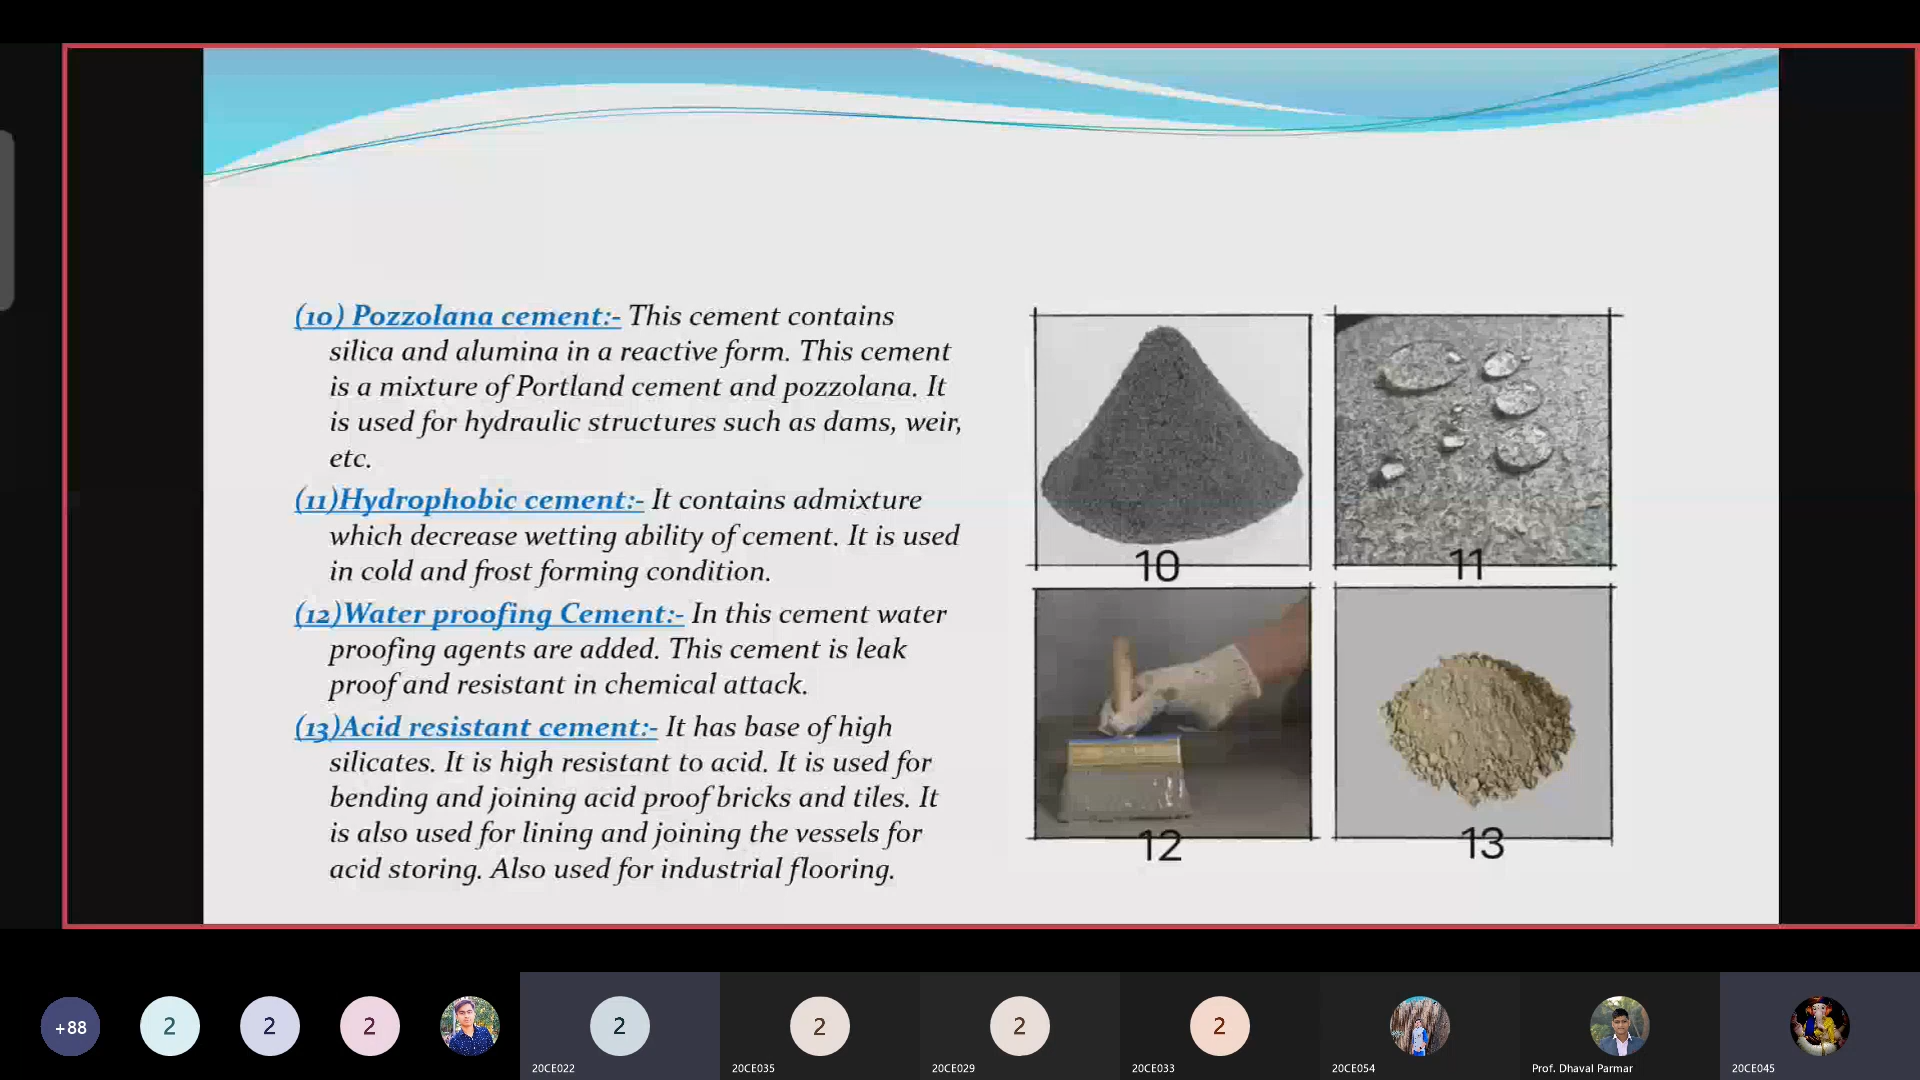 (10) Pozzolana cement:- This cement contains
silica and alumina in a reactive form. This cement
is a mixture of Portland cement and pozzolana. It
is used for hydraulic structures such as dams, weir,
etc.
(11)Hydrophobic cement:- It contains admixture
which decrease wetting ability of cement. It is used
in cold and frost forming condition.
(12)Water proofing Cement:- In this cement water
proofing agents are added. This cement is leak
proof and resistant in chemical attack.
(13)Acid resistant cement:- It has base of high
silicates. It is high resistant to acid. It is used for
bending and joining acid proof bricks and tiles. It
is also used for lining and joining the vessels for
acid storing. Also used for industrial flooring.
10
11
12
13
+88
2
2
2
2
2
2
2
20CE022
20CE035
20CE029
20CE033
20CE054
Prof. Dhaval Parmar
20CE045